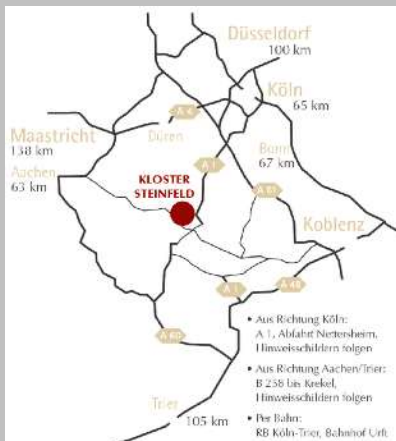 Düsseldorf
100 km
Köln
65 km
A 4
Maastricht
138 km
Düren
Bonn
67 km
Aachen
63 km
A 1
KLOSTER
STEINFELD
A 61
Koblenz
A 1
A 48
A 60
Trier
105 km
• Aus Richtung Köln:
A 1, Abfahrt Nettersheim,
Hinweisschildern folgen
• Aus Richtung Aachen/Trier:
B 258 bis Krekel,
Hinweisschildern folgen
• Per Bahn:
RB Köln-Trier, Bahnhof Urft